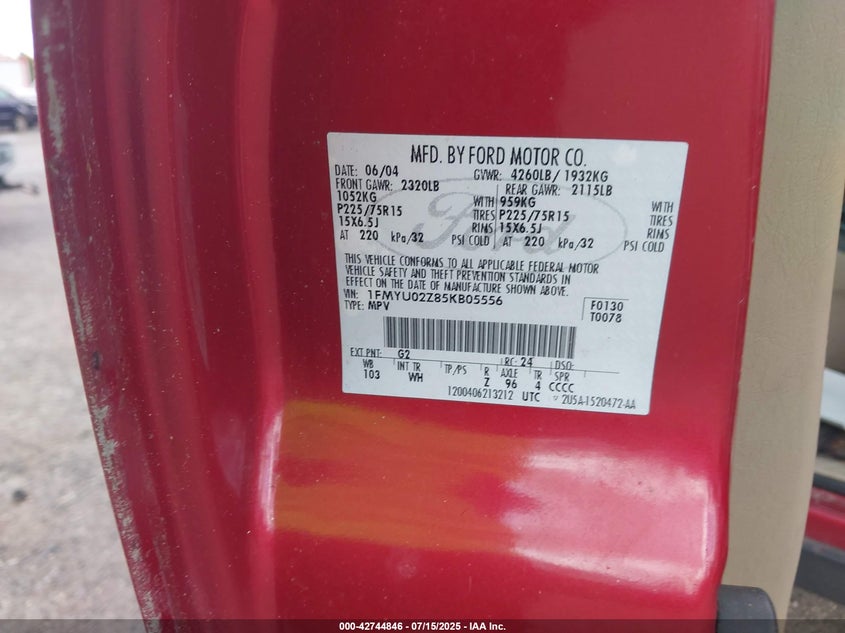 MFD. BY FORD MOTOR CO.
DATE: 06/04 GVWR: 4260LB/ 1932KG
FRONT GAWR: 2320LB REAR GAWR: 2115LB
1052KG WITH 959KG WITH
P225/75R15 TIRES P225/75R15 TIRES
15X6.5J RIMS 15X6.5J RIMS
AT 220 kPa/32 PSI COLD AT 220 kPa/32 PSI COLD
THIS VEHICLE CONFORMS TO ALL APPLICABLE FEDERAL MOTOR
VEHICLE SAFETY AND THEFT PREVENTION STANDARDS IN
EFFECT ON THE DATE OF MANUFACTURE SHOWN ABOVE.
VIN: 1FMYU02Z85KB05556 F0130
TYPE: MPV T0078
Ford
EXT PNT: G2 RC: 24 DSO:
WB INT TR TP/PS R AXLE TR SPR
103 WH Z 96 4 CCCC
1200406213212 UTC 2U5A-1520472-AA
000-42744846 - 07/15/2025 - IAA Inc.